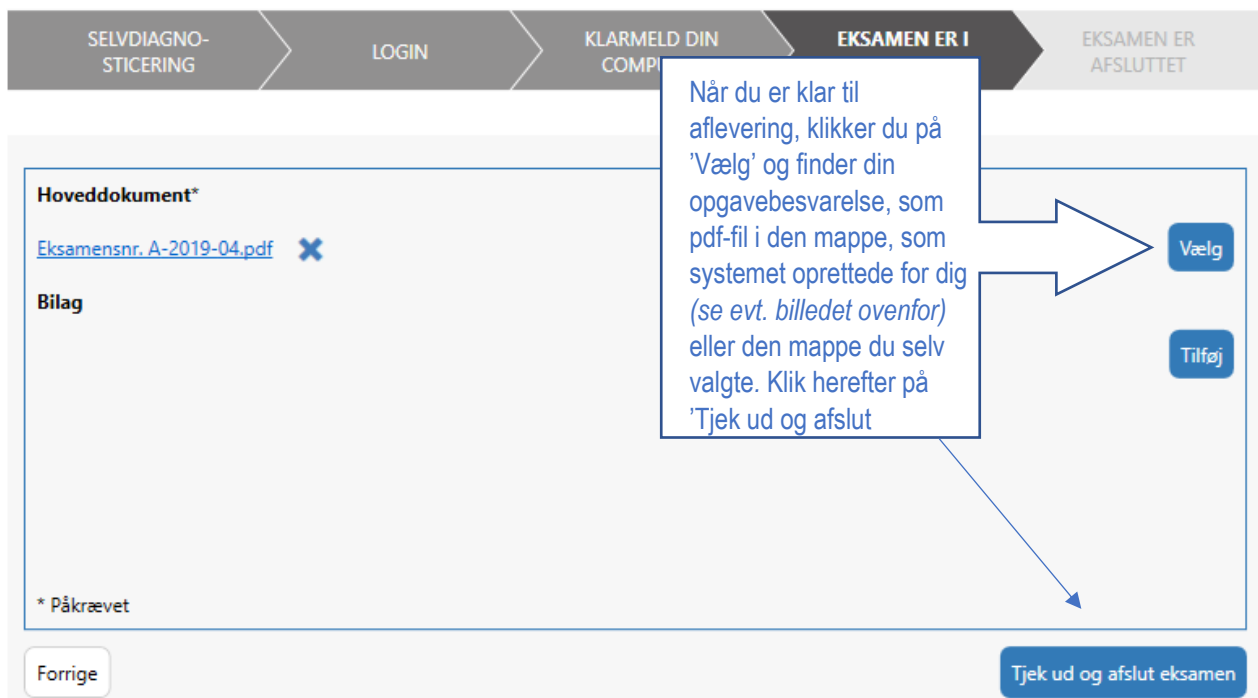 SELVDIAGNO-
STICERING
LOGIN
KLARMELD DIN
EKSAMEN ER I
EKSAMEN ER
AFSLUTTET
Når du er klar til
aflevering, klikker du på
’Vælg’ og finder din
opgavebesvarelse, som
pdf-fil i den mappe, som
systemet oprettede for dig
(se evt. billedet ovenfor)
eller den mappe du selv
valgte. Klik herefter på
’Tjek ud og afslut
Hoveddokument*
Eksamensnr. A-2019-04.pdf
Vælg
Bilag
Tilføj
* Påkrævet
Forrige
Tjek ud og afslut eksamen